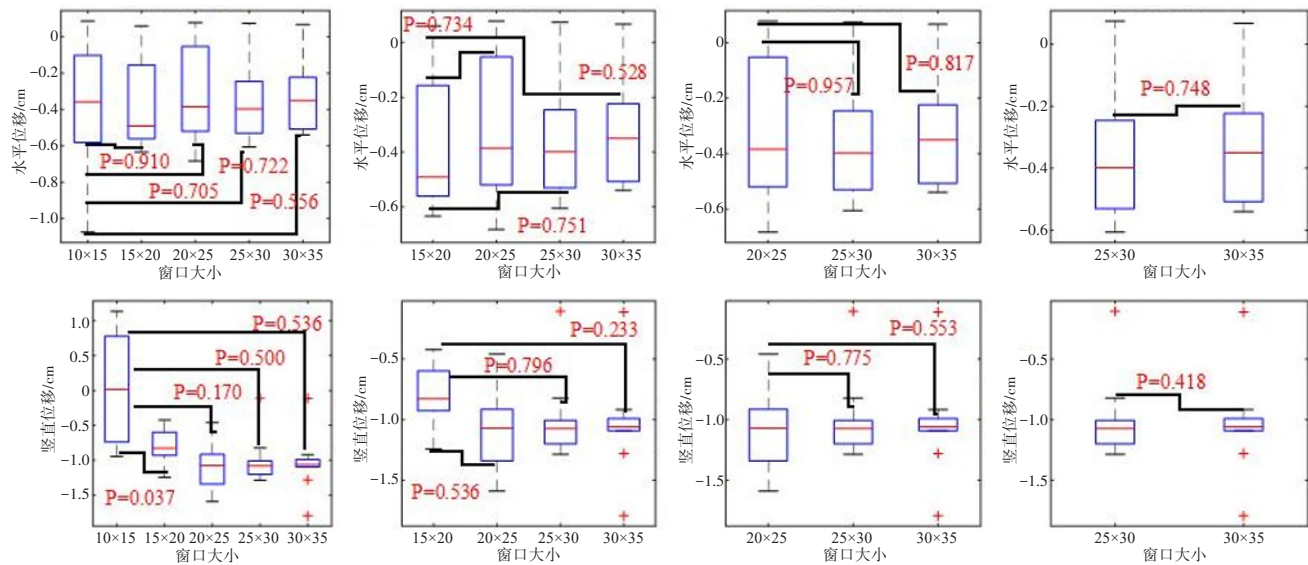 水平位移/cm
0
−0.2
−0.4
−0.6
−0.8
−1.0
P=0.910
P=0.722
P=0.705
P=0.556
10×15 15×20 20×25 25×30 30×35
窗口大小
水平位移/cm
0
−0.2
−0.4
−0.6
P=0.734
P=0.528
P=0.751
15×20 20×25 25×30 30×35
窗口大小
水平位移/cm
0
−0.2
−0.4
−0.6
P=0.957
P=0.817
20×25 25×30 30×35
窗口大小
水平位移/cm
0
−0.2
−0.4
−0.6
P=0.748
25×30 30×35
窗口大小
竖直位移/cm
1.0
0.5
0
−0.5
−1.0
−1.5
P=0.536
P=0.500
P=0.170
P=0.037
10×15 15×20 20×25 25×30 30×35
窗口大小
竖直位移/cm
−0.5
−1.0
−1.5
P=0.233
P=0.796
P=0.536
15×20 20×25 25×30 30×35
窗口大小
竖直位移/cm
−0.5
−1.0
−1.5
P=0.553
P=0.775
20×25 25×30 30×35
窗口大小
竖直位移/cm
−0.5
−1.0
−1.5
P=0.418
25×30 30×35
窗口大小